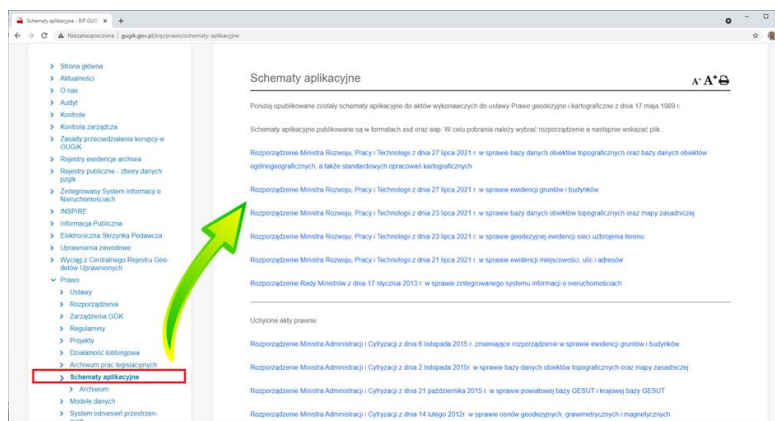 Schematy aplikacyjne - BIP GUGi
Niezabezpieczona | gugik.gov.pl/bip/prawo/schematy-aplikacyjne
Strona główna
Aktualności
O nas
Audyt
Kontrole
Kontrola zarządcza
Zasady przeciwdziałania korupcji w
GUGiK
Rejestry ewidencje archiwa
Rejestry publiczne - zbiory danych
pzgik
Zintegrowany System Informacji o
Nieruchomościach
INSPIRE
Informacja Publiczna
Elektroniczna Skrzynka Podawcza
Uprawnienia zawodowe
Wyciąg z Centralnego Rejestru Geo-
detów Uprawnionych
Prawo
Ustawy
Rozporządzenia
Zarządzenia GGK
Regulaminy
Projekty
Działalność lobbingowa
Archiwum prac legislacyjnych
Schematy aplikacyjne
Archiwum
Modele danych
System odniesień przestrzen-
Schematy aplikacyjne
A- A+
Poniżej opublikowane zostały schematy aplikacyjne do aktów wykonawczych do ustawy Prawo geodezyjne i kartograficzne z dnia 17 maja 1989 r.
Schematy aplikacyjne publikowane są w formatach xsd oraz eap. W celu pobrania należy wybrać rozporządzenie a następnie wskazać plik.
Rozporządzenie Ministra Rozwoju, Pracy i Technologii z dnia 27 lipca 2021 r. w sprawie bazy danych obiektów topograficznych oraz bazy danych obiektów
ogólnogeograficznych, a także standardowych opracowań kartograficznych
Rozporządzenie Ministra Rozwoju, Pracy i Technologii z dnia 27 lipca 2021 r. w sprawie ewidencji gruntów i budynków
Rozporządzenie Ministra Rozwoju, Pracy i Technologii z dnia 23 lipca 2021 r. w sprawie bazy danych obiektów topograficznych oraz mapy zasadniczej
Rozporządzenie Ministra Rozwoju, Pracy i Technologii z dnia 23 lipca 2021 r. w sprawie geodezyjnej ewidencji sieci uzbrojenia terenu
Rozporządzenie Ministra Rozwoju, Pracy i Technologii z dnia 21 lipca 2021 r. w sprawie ewidencji miejscowości, ulic i adresów
Rozporządzenie Rady Ministrów z dnia 17 stycznia 2013 r. w sprawie zintegrowanego systemu informacji o nieruchomościach
Uchylone akty prawne:
Rozporządzenie Ministra Administracji i Cyfryzacji z dnia 6 listopada 2015 r. zmieniające rozporządzenie w sprawie ewidencji gruntów i budynków
Rozporządzenie Ministra Administracji i Cyfryzacji z dnia 2 listopada 2015r. w sprawie bazy danych obiektów topograficznych oraz mapy zasadniczej
Rozporządzenie Ministra Administracji i Cyfryzacji z dnia 21 października 2015 r. w sprawie powiatowej bazy GESUT i krajowej bazy GESUT
Rozporządzenie Ministra Administracji i Cyfryzacji z dnia 14 lutego 2012r. w sprawie osnów geodezyjnych, grawimetrycznych i magnetycznych